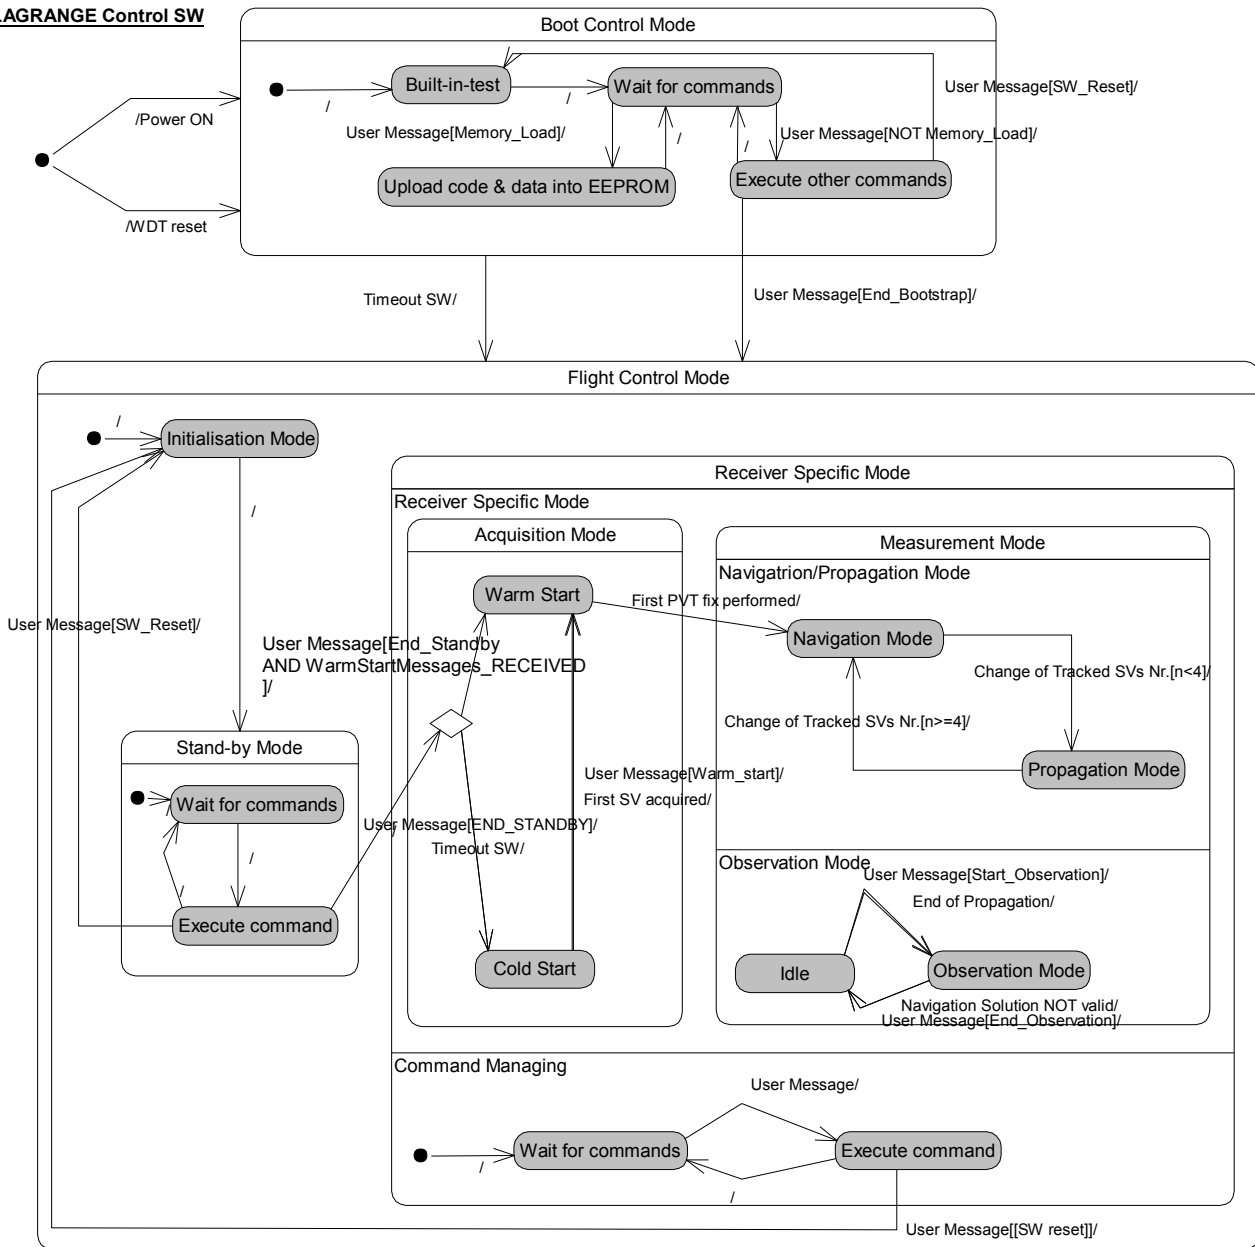 LAGRANGE Control SW
Boot Control Mode
Built-in-test
Wait for commands
User Message[SW_Reset]/
/
/
/Power ON
User Message[Memory_Load]/
/
/
User Message[NOT Memory_Load]/
Upload code & data into EEPROM
Execute other commands
/WDT reset
Timeout SW/
User Message[End_Bootstrap]/
Flight Control Mode
/
Initialisation Mode
/
Receiver Specific Mode
Receiver Specific Mode
Acquisition Mode
Measurement Mode
Navigatrion/Propagation Mode
Warm Start
First PVT fix performed/
User Message[SW_Reset]/
User Message[End_Standby
AND WarmStartMessages_RECEIVED
]/
Navigation Mode
Change of Tracked SVs Nr.[n<4]/
Change of Tracked SVs Nr.[n>=4]/
Stand-by Mode
Propagation Mode
User Message[Warm_start]/
First SV acquired/
Wait for commands
User Message[END_STANDBY]/
/
Timeout SW/
/
/
Execute command
Observation Mode
User Message[Start_Observation]/
End of Propagation/
Cold Start
Idle
Observation Mode
Navigation Solution NOT valid/
User Message[End_Observation]/
Command Managing
User Message/
Wait for commands
Execute command
/
/
User Message[[SW reset]]/